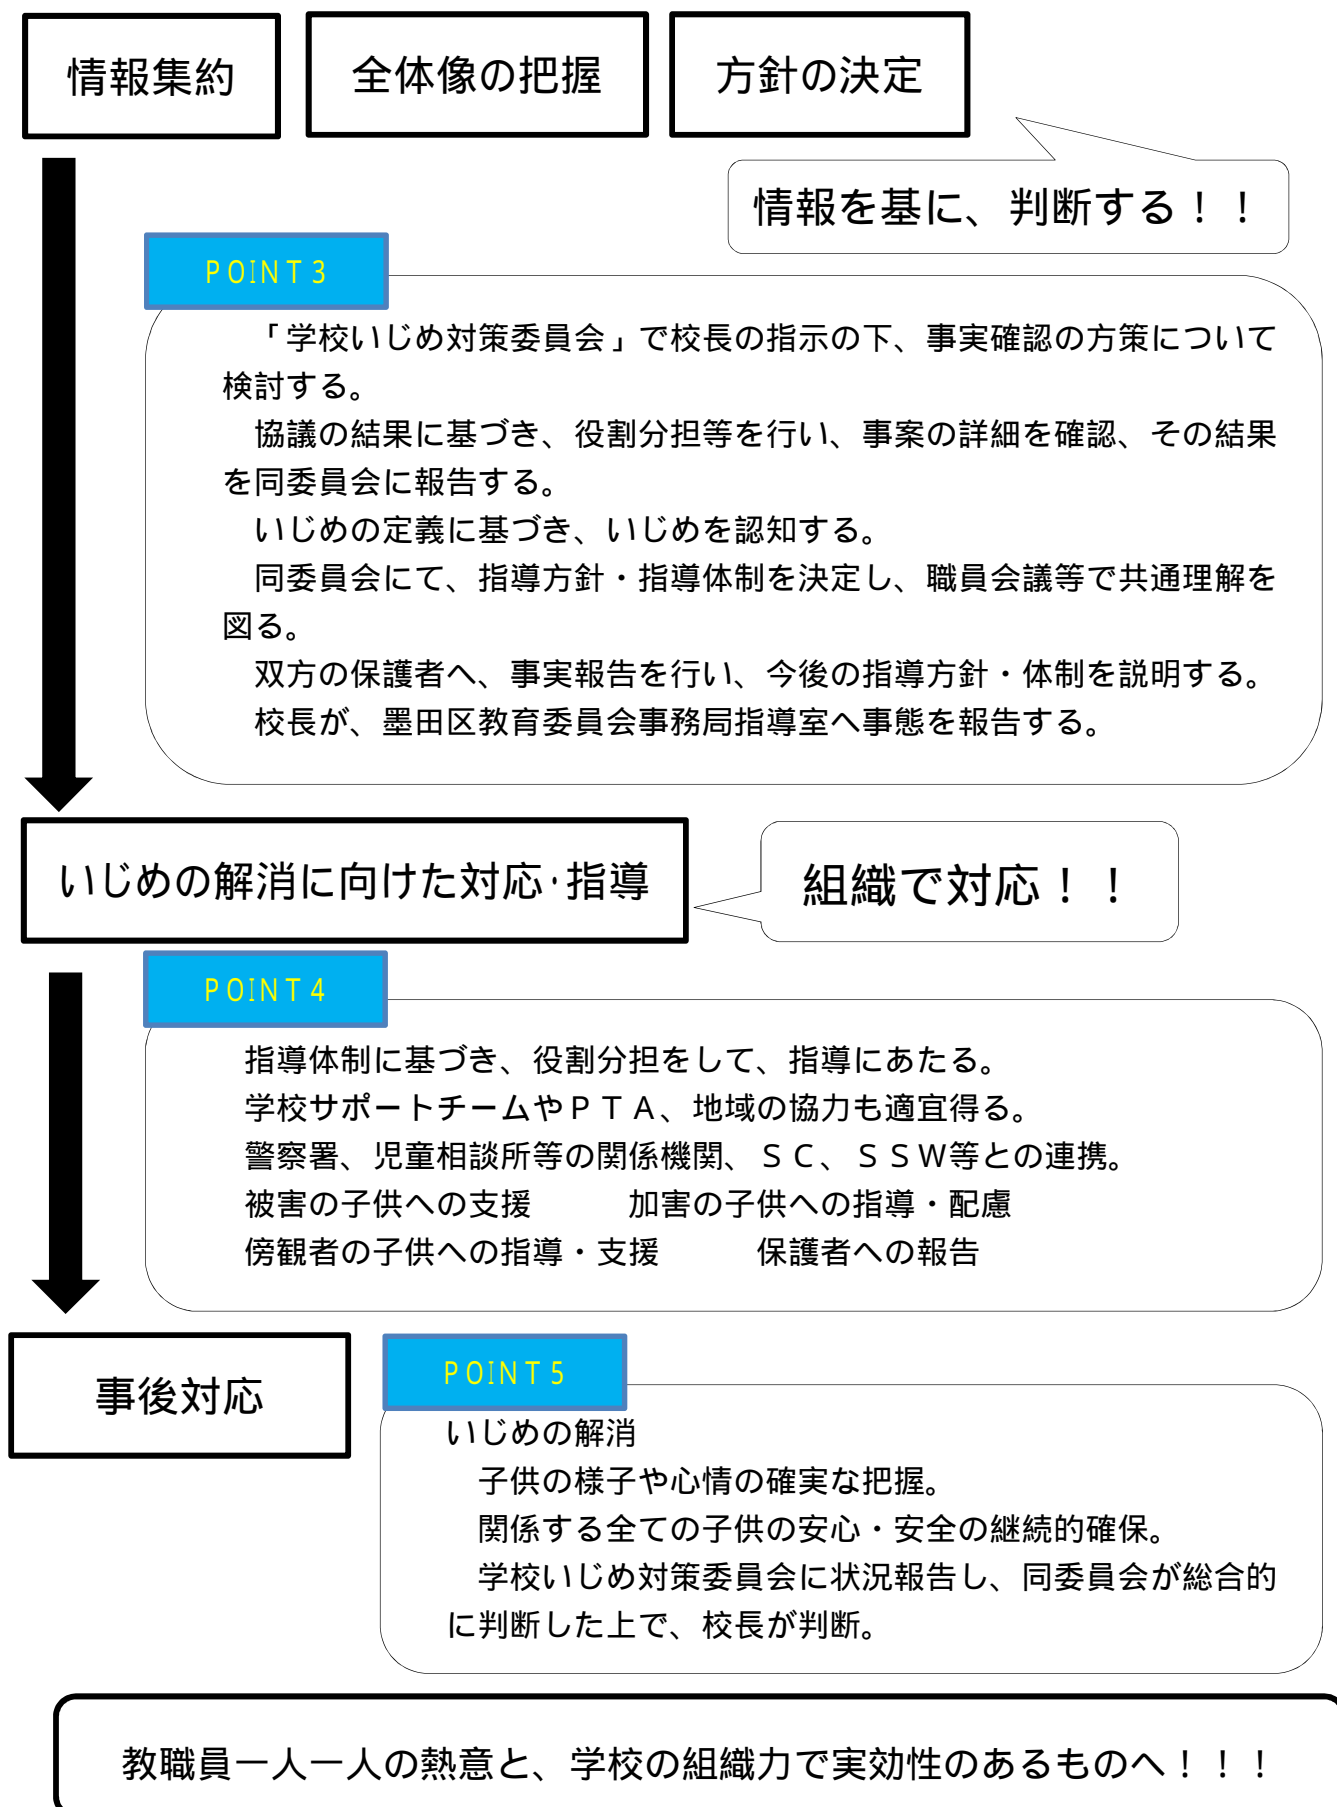 情報集約
全体像の把握
方針の決定
情報を基に、判断する！！
ＰＯＩＮＴ３
「学校いじめ対策委員会」で校長の指示の下、事実確認の方策について
検討する。
協議の結果に基づき、役割分担等を行い、事案の詳細を確認、その結果
を同委員会に報告する。
いじめの定義に基づき、いじめを認知する。
同委員会にて、指導方針・指導体制を決定し、職員会議等で共通理解を
図る。
双方の保護者へ、事実報告を行い、今後の指導方針・体制を説明する。
校長が、墨田区教育委員会事務局指導室へ事態を報告する。
いじめの解消に向けた対応・指導
組織で対応！！
ＰＯＩＮＴ４
指導体制に基づき、役割分担をして、指導にあたる。
学校サポートチームやＰＴＡ、地域の協力も適宜得る。
警察署、児童相談所等の関係機関、ＳＣ、ＳＳＷ等との連携。
被害の子供への支援　　　加害の子供への指導・配慮
傍観者の子供への指導・支援　　　保護者への報告
事後対応
ＰＯＩＮＴ５
いじめの解消
子供の様子や心情の確実な把握。
関係する全ての子供の安心・安全の継続的確保。
学校いじめ対策委員会に状況報告し、同委員会が総合的
に判断した上で、校長が判断。
教職員一人一人の熱意と、学校の組織力で実効性のあるものへ！！！